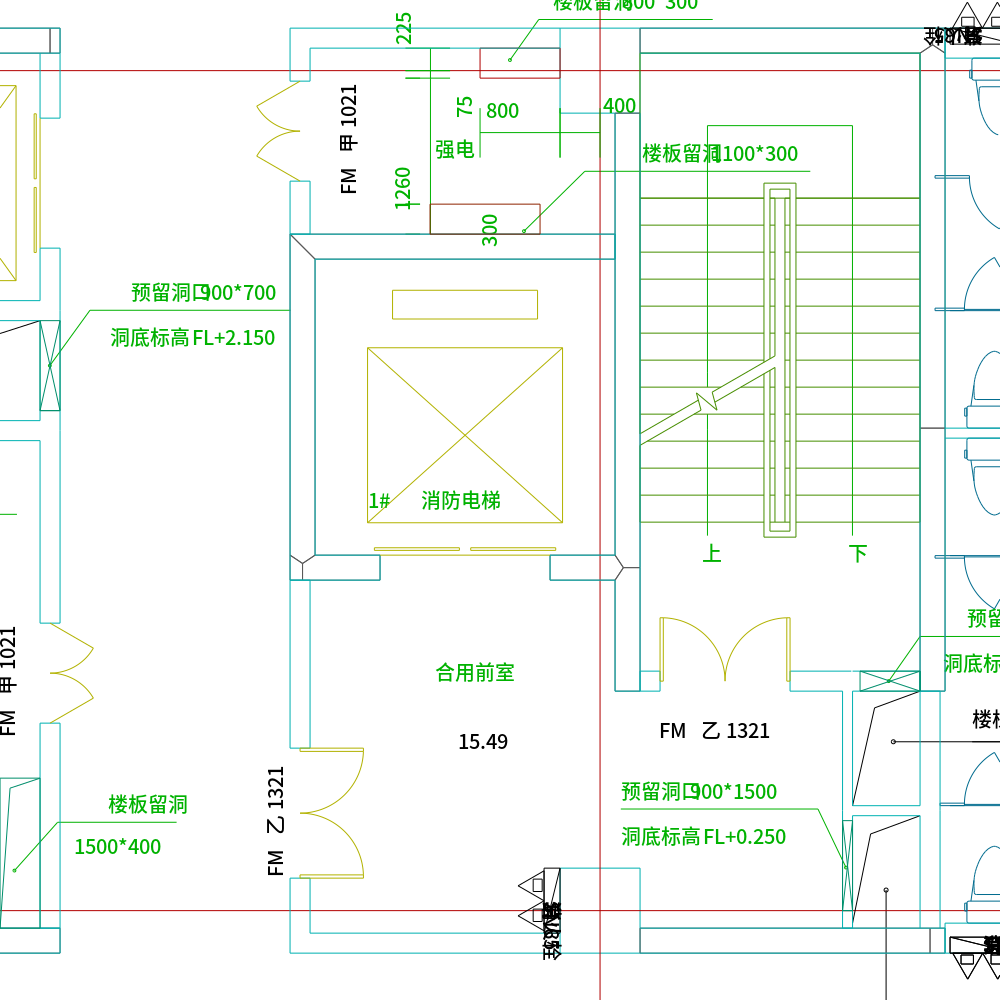 楼板留洞800*300
225
FM 甲 1021
75
800
400
强电
楼板留洞1100*300
1260
300
预留洞口900*700
洞底标高 FL+2.150
1# 消防电梯
上
下
预留
洞底标
合用前室
FM 甲 1021
楼板
FM 乙 1321
15.49
预留洞口900*1500
洞底标高 FL+0.250
楼板留洞
1500*400
FM 乙 1321